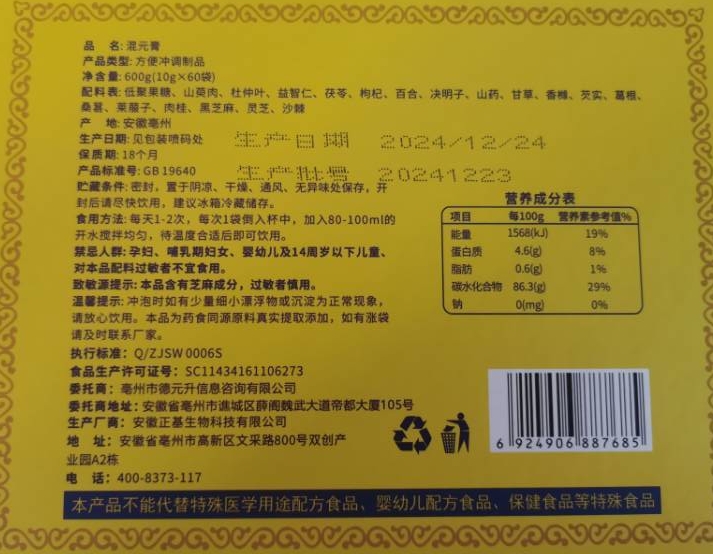 品 名: 混元膏
产品类型: 方便冲调制品
净含量: 600g(10g×60袋)
配料表: 低聚果糖、山萸肉、杜仲叶、益智仁、茯苓、枸杞、百合、决明子、山药、甘草、香橼、芡实、葛根、
桑葚、莱菔子、肉桂、黑芝麻、灵芝、沙棘
产 地: 安徽亳州
生产日期: 见包装喷码处 生产日期 2024/12/24
保质期: 18个月
产品标准号: GB 19640 生产批号 20241223
贮藏条件: 密封，置于阴凉、干燥、通风、无异味处保存，开
封后请尽快饮用，建议冰箱冷藏储存。
食用方法: 每天1-2次，每次1袋倒入杯中，加入80-100ml的
开水搅拌均匀，待温度合适后即可饮用。
禁忌人群: 孕妇、哺乳期妇女、婴幼儿及14周岁以下儿童、
对本品配料过敏者不宜食用。
致敏源提示: 本品含有芝麻成分，过敏者慎用。
温馨提示: 冲泡时如有少量细小漂浮物或沉淀为正常现象，
请放心饮用。本品为药食同源原料真实提取添加，如有涨袋
请及时联系厂家。
执行标准: Q/ZJSW 0006S
食品生产许可证号: SC11434161106273
委托商: 亳州市德元升信息咨询有限公司
委托商地址: 安徽省亳州市谯城区薛阁魏武大道帝都大厦105号
生产厂商: 安徽正基生物科技有限公司
地 址: 安徽省亳州市高新区文采路800号双创产
业园A2栋
电 话: 400-8373-117
营养成分表
项目 每100g 营养素参考值%
能量 1568(kJ) 19%
蛋白质 4.6(g) 8%
脂肪 0.6(g) 1%
碳水化合物 86.3(g) 29%
钠 0(mg) 0%
6 924906 887685
本产品不能代替特殊医学用途配方食品、婴幼儿配方食品、保健食品等特殊食品